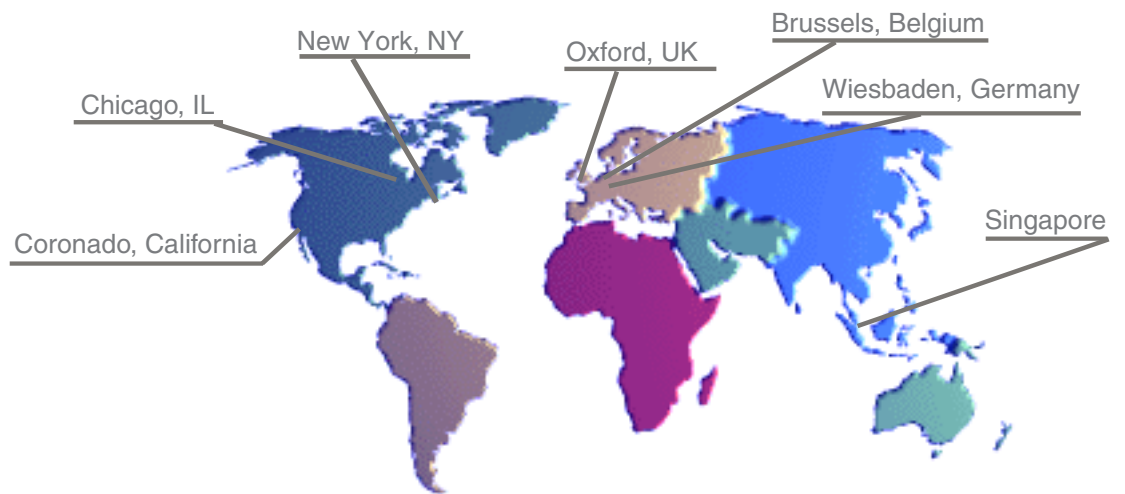 Brussels, Belgium
New York, NY
Oxford, UK
Wiesbaden, Germany
Chicago, IL
Singapore
Coronado, California